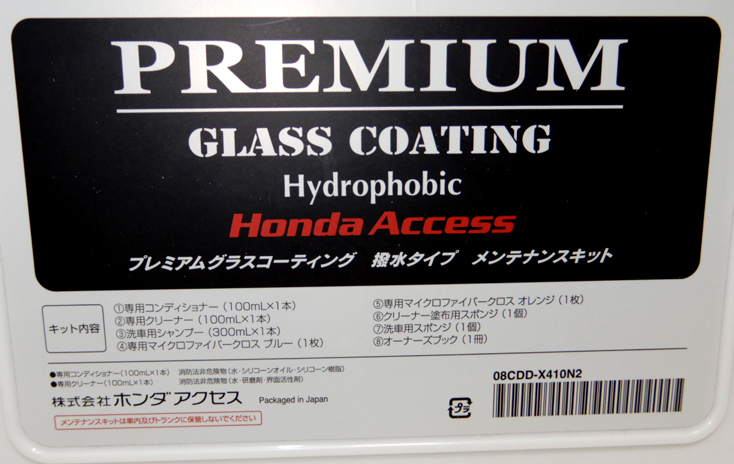 PREMIUM
GLASS COATING
Hydrophobic
Honda Access
プレミアムグラスコーティング 撥水タイプ メンテナンスキット
キット内容
①専用コンディショナー（100mL×1本）
②専用クリーナー（100mL×1本）
③洗車用シャンプー（300mL×1本）
④専用マイクロファイバークロス ブルー（1枚）
⑤専用マイクロファイバークロス オレンジ（1枚）
⑥クリーナー塗布用スポンジ（1個）
⑦洗車用スポンジ（1個）
⑧オーナーズブック（1冊）
●専用コンディショナー（100mL×1本） 消防法非危険物（水・シリコーンオイル・シリコーン樹脂）
●専用クリーナー（100mL×1本） 消防法非危険物（水・研磨剤・界面活性剤）
株式会社ホンダアクセス Packaged in Japan
メンテナンスキットは車内及びトランクに保管しないでください
プラ
08CDD-X410N2